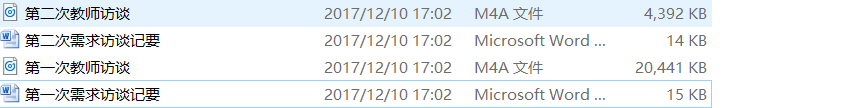 第二次教师访谈 2017/12/10 17:02 M4A 文件 4,392 KB
第二次需求访谈记要 2017/12/10 17:02 Microsoft Word ... 14 KB
第一次教师访谈 2017/12/10 17:02 M4A 文件 20,441 KB
第一次需求访谈记要 2017/12/10 17:02 Microsoft Word ... 15 KB